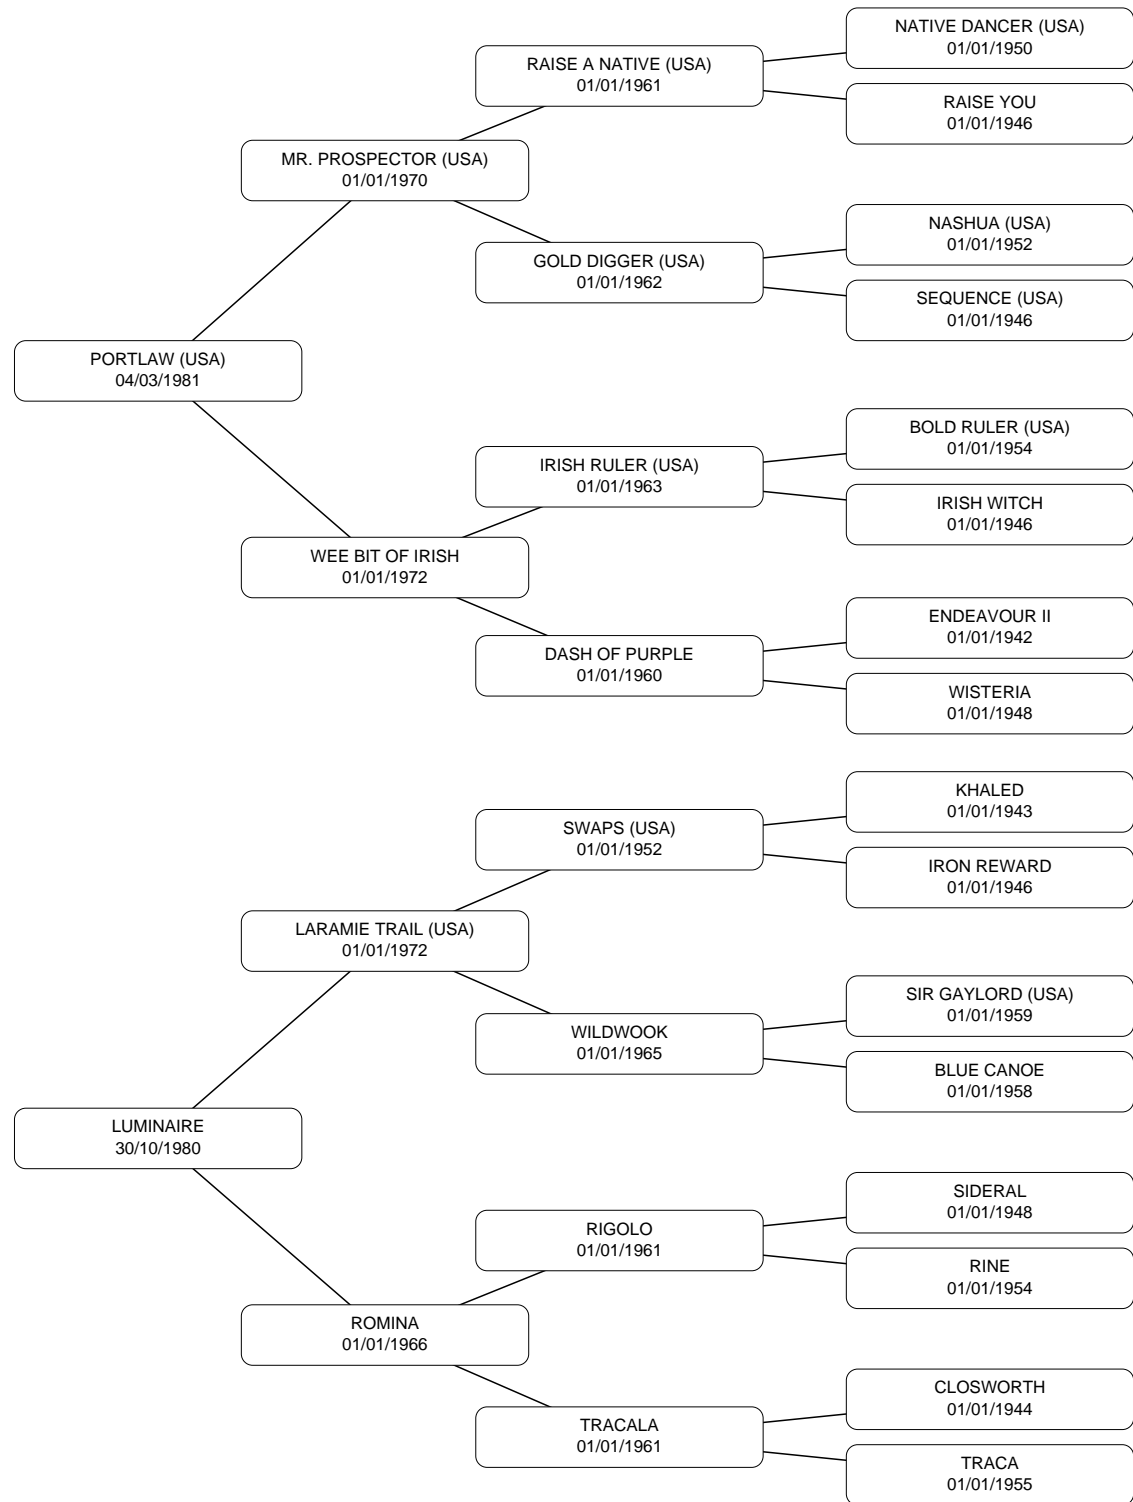 NATIVE DANCER (USA)
01/01/1950
RAISE A NATIVE (USA)
01/01/1961
RAISE YOU
01/01/1946
MR. PROSPECTOR (USA)
01/01/1970
NASHUA (USA)
01/01/1952
GOLD DIGGER (USA)
01/01/1962
SEQUENCE (USA)
01/01/1946
PORTLAW (USA)
04/03/1981
BOLD RULER (USA)
01/01/1954
IRISH RULER (USA)
01/01/1963
IRISH WITCH
01/01/1946
WEE BIT OF IRISH
01/01/1972
ENDEAVOUR II
01/01/1942
DASH OF PURPLE
01/01/1960
WISTERIA
01/01/1948
KHALED
01/01/1943
SWAPS (USA)
01/01/1952
IRON REWARD
01/01/1946
LARAMIE TRAIL (USA)
01/01/1972
SIR GAYLORD (USA)
01/01/1959
WILDWOOK
01/01/1965
BLUE CANOE
01/01/1958
LUMINAIRE
30/10/1980
SIDERAL
01/01/1948
RIGOLO
01/01/1961
RINE
01/01/1954
ROMINA
01/01/1966
CLOSWORTH
01/01/1944
TRACALA
01/01/1961
TRACA
01/01/1955